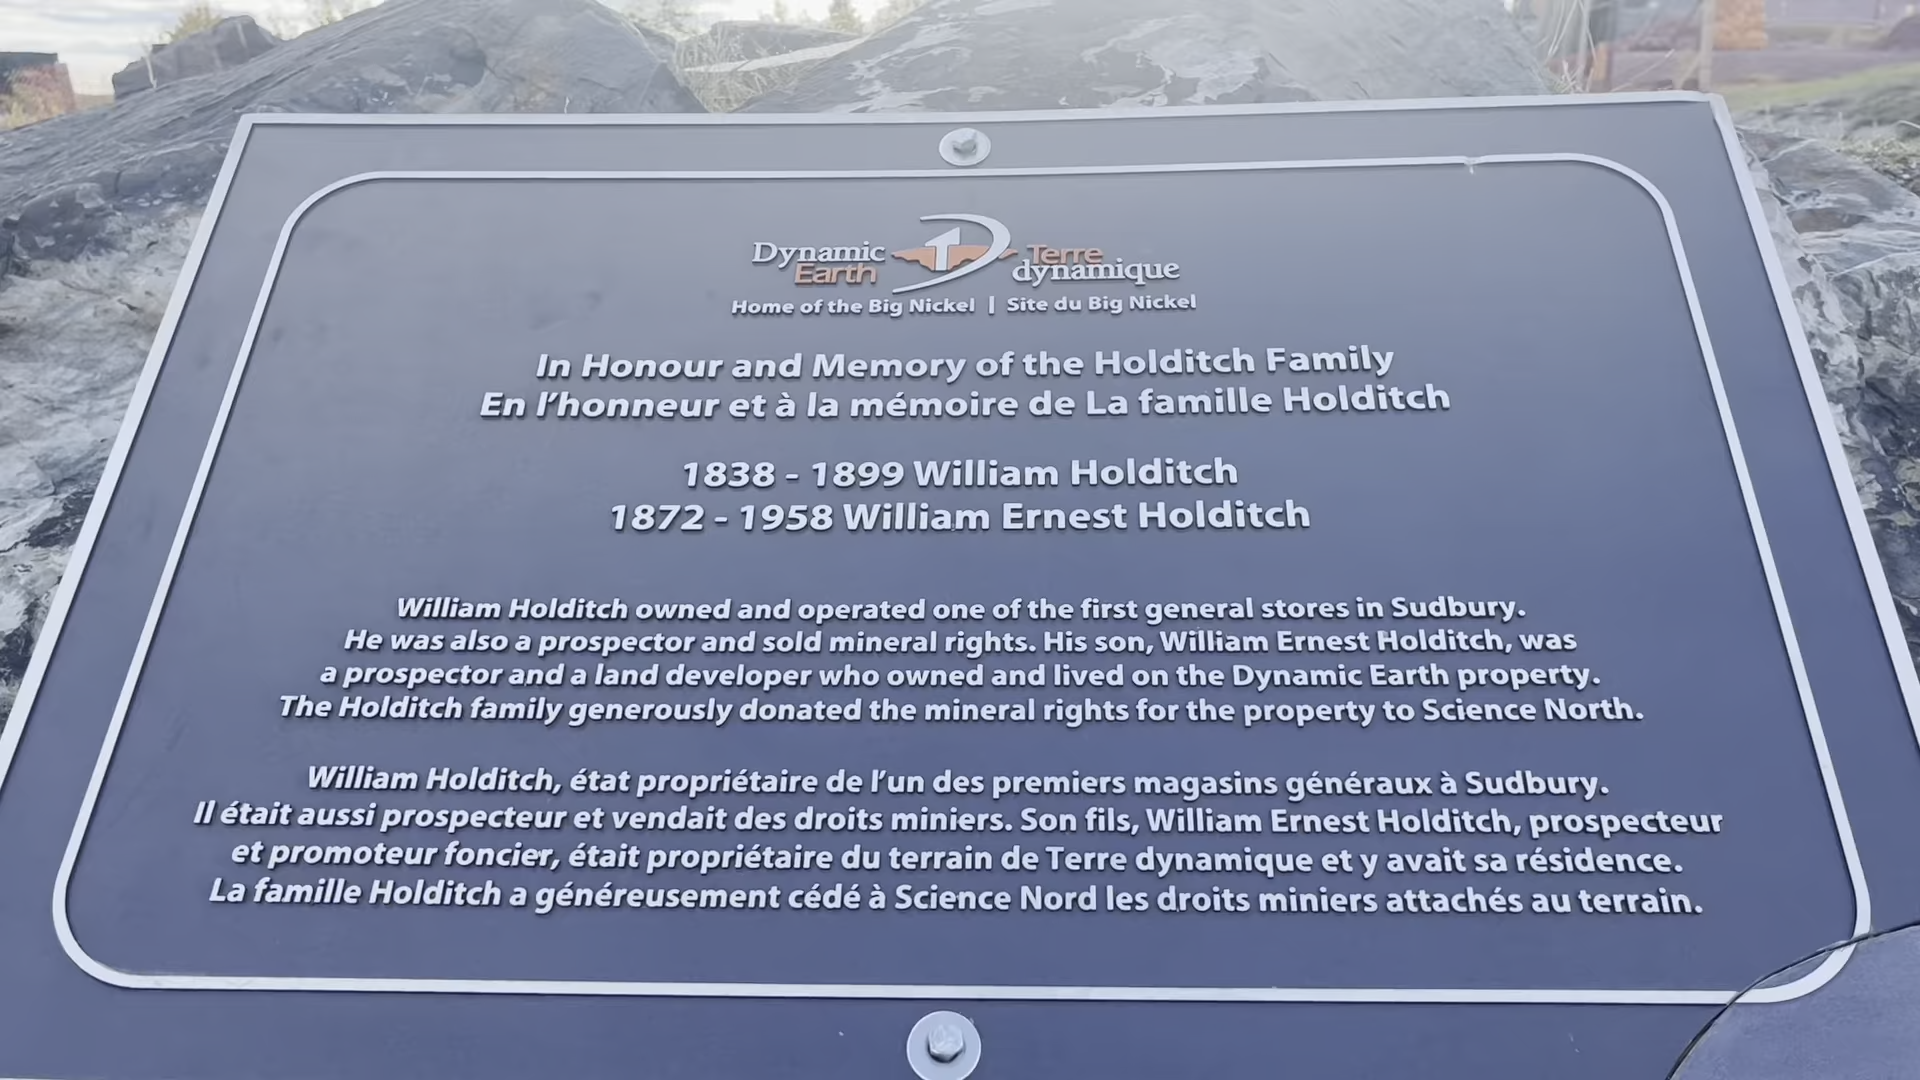 Dynamic Earth Terre dynamique
Home of the Big Nickel | Site du Big Nickel
In Honour and Memory of the Holditch Family
En l'honneur et à la mémoire de La famille Holditch
1838 - 1899 William Holditch
1872 - 1958 William Ernest Holditch
William Holditch owned and operated one of the first general stores in Sudbury.
He was also a prospector and sold mineral rights. His son, William Ernest Holditch, was
a prospector and a land developer who owned and lived on the Dynamic Earth property.
The Holditch family generously donated the mineral rights for the property to Science North.
William Holditch, état propriétaire de l'un des premiers magasins généraux à Sudbury.
Il était aussi prospecteur et vendait des droits miniers. Son fils, William Ernest Holditch, prospecteur
et promoteur foncier, était propriétaire du terrain de Terre dynamique et y avait sa résidence.
La famille Holditch a généreusement cédé à Science Nord les droits miniers attachés au terrain.